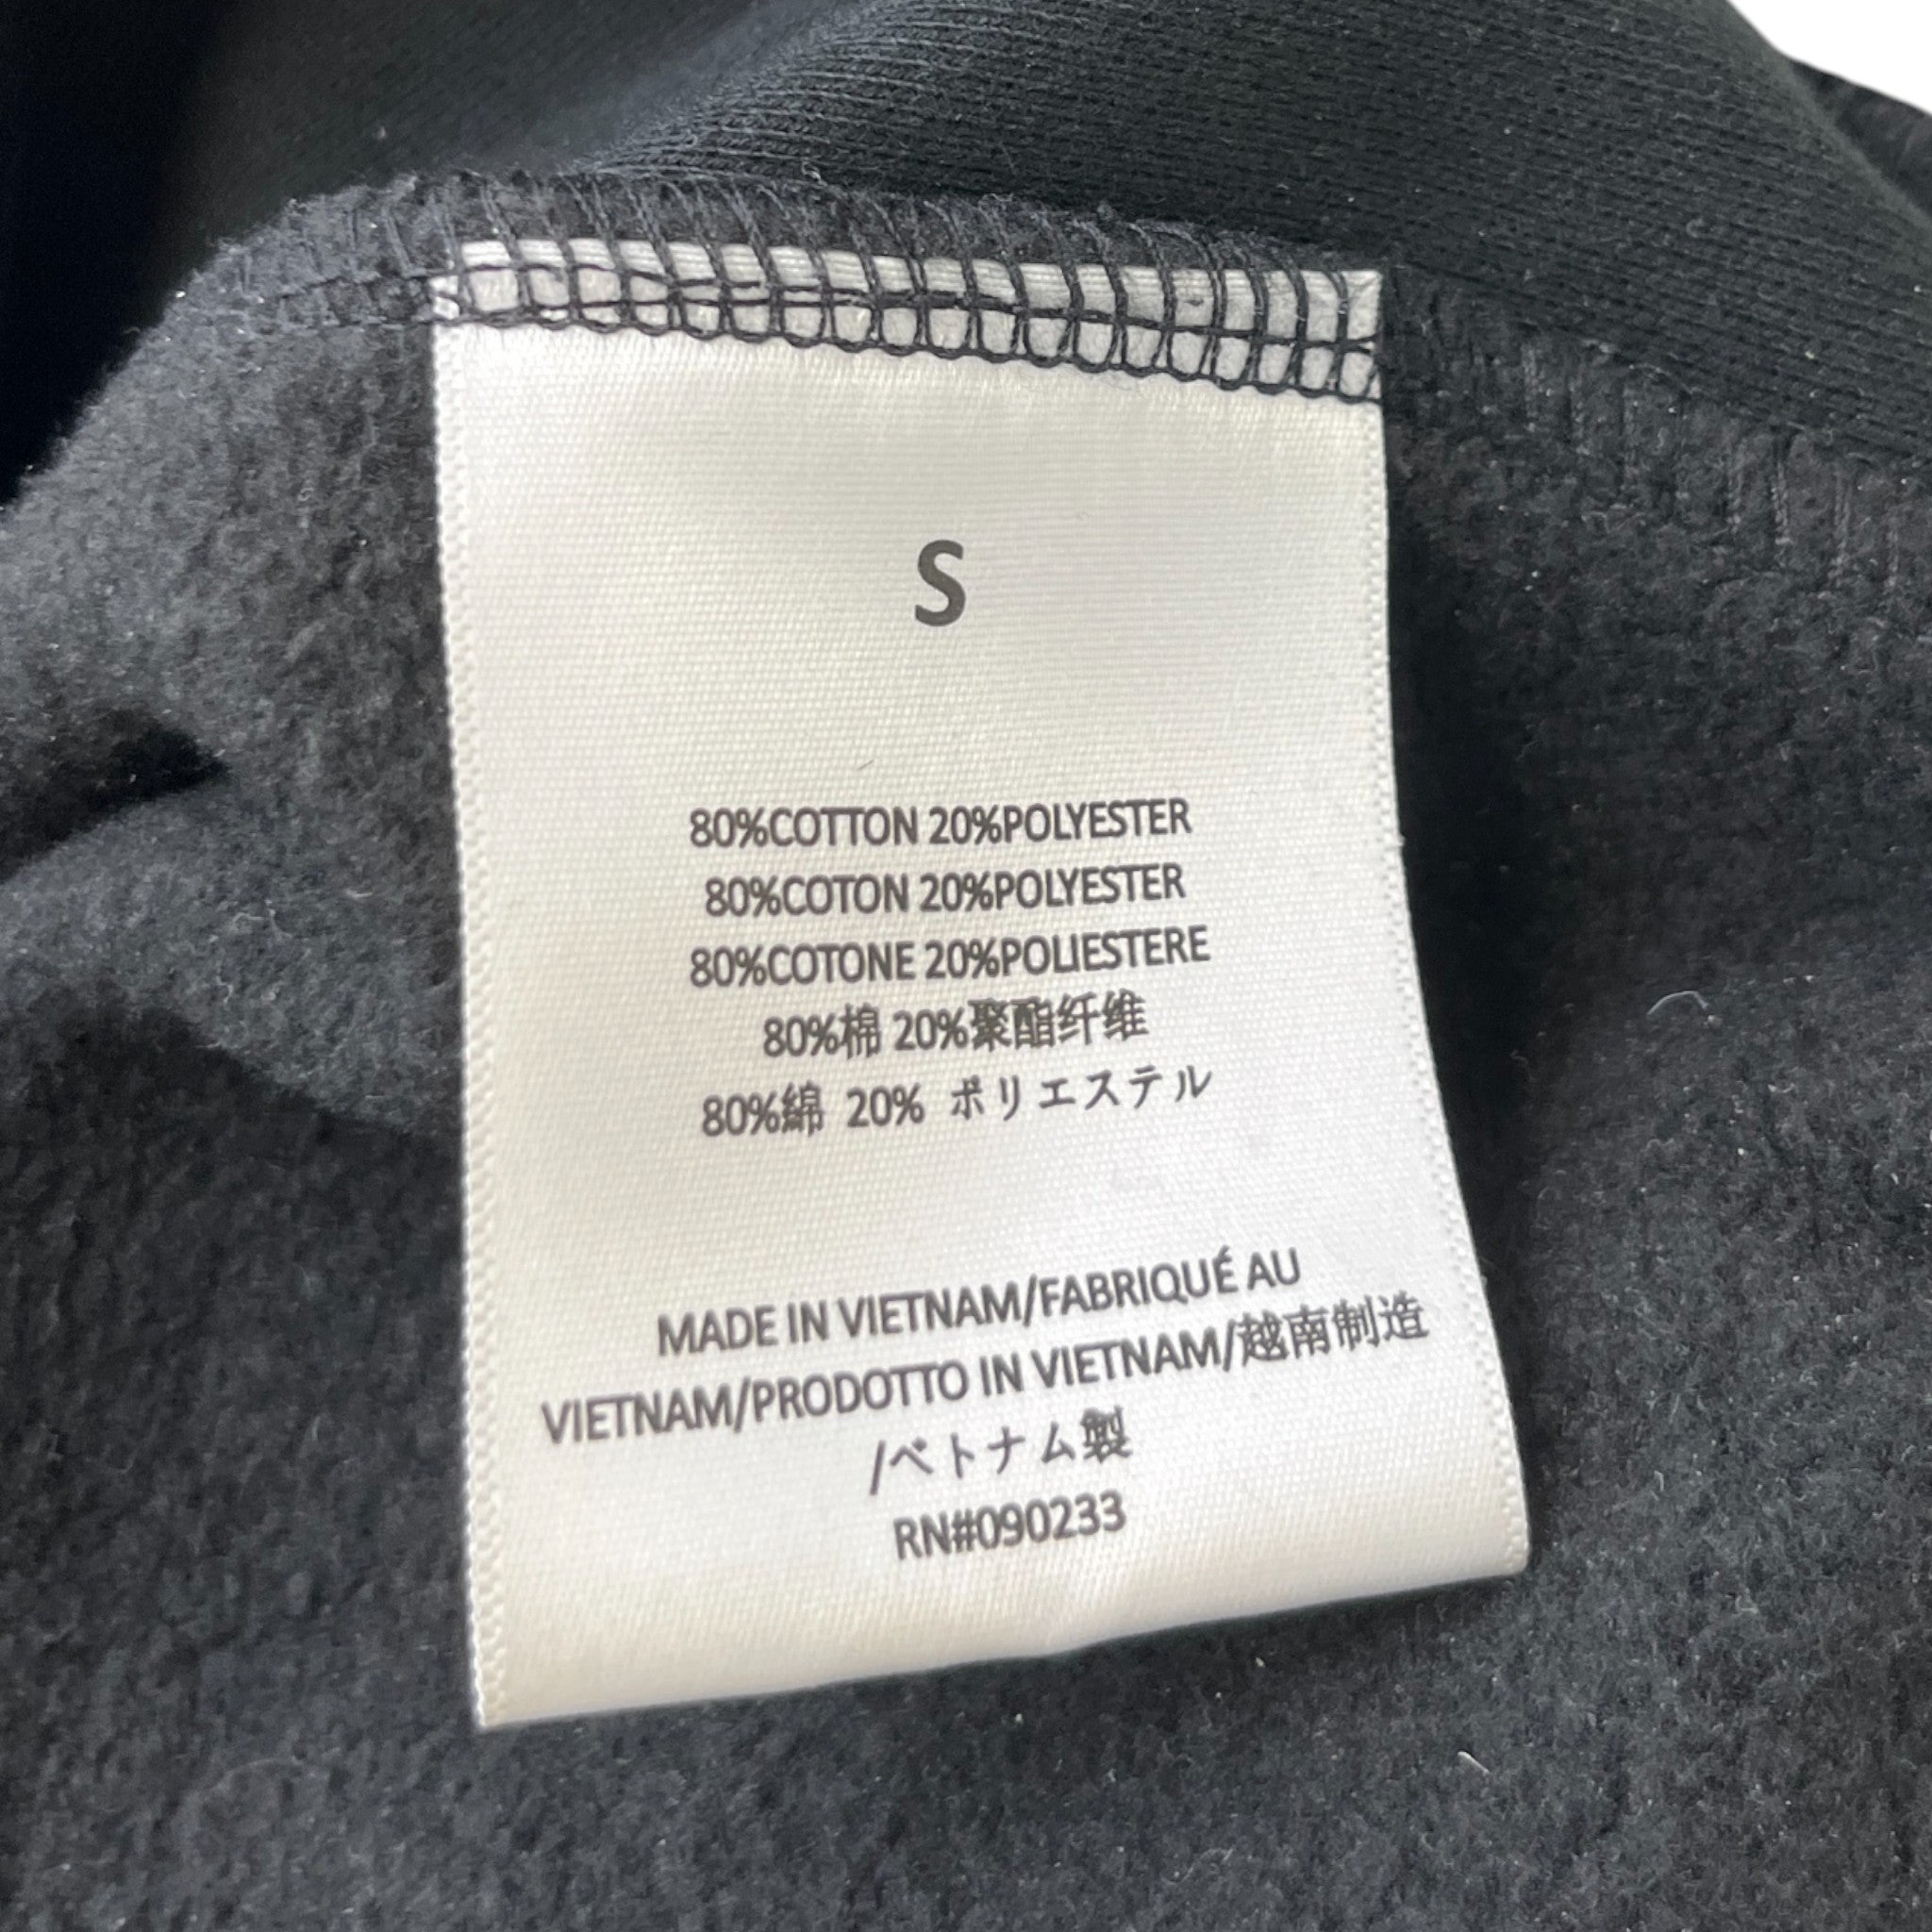 S
80%COTTON 20%POLYESTER
80%COTON 20%POLYESTER
80%COTONE 20%POLIESTERE
80%棉 20%聚酯纤维
80%綿 20% ポリエステル
MADE IN VIETNAM/FABRIQUÉ AU
VIETNAM/PRODOTTO IN VIETNAM/越南制造
/ベトナム製
RN#090233